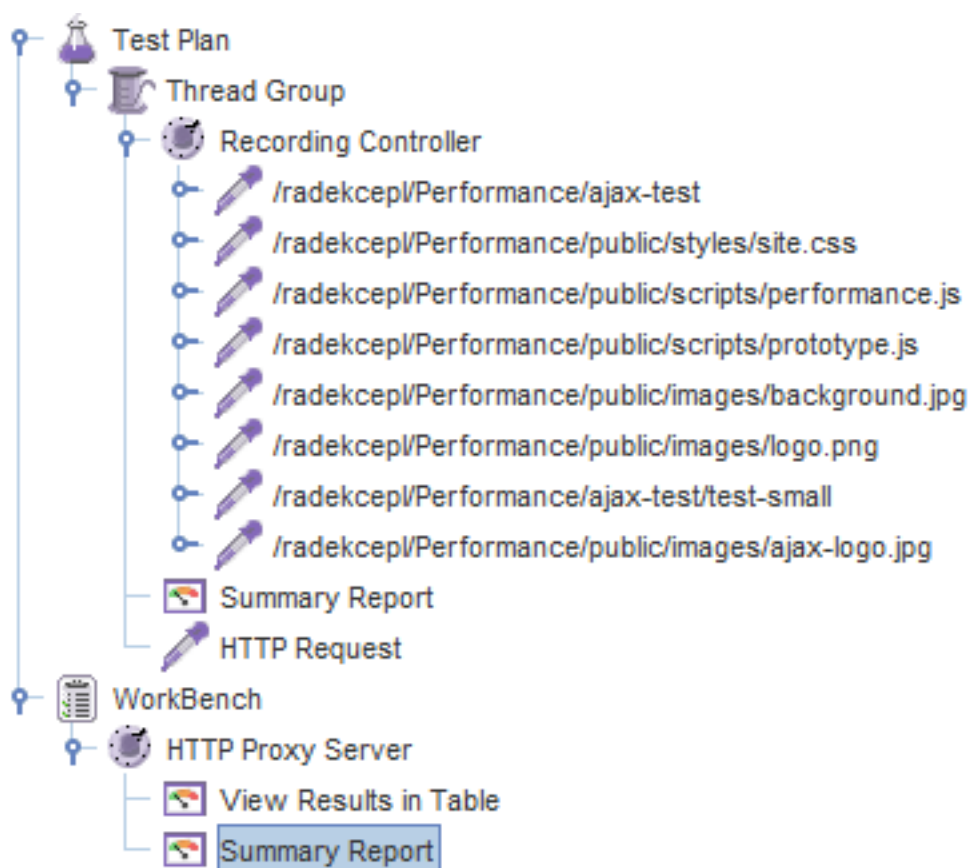 Test Plan
Thread Group
Recording Controller
/radekcepl/Performance/ajax-test
/radekcepl/Performance/public/styles/site.css
/radekcepl/Performance/public/scripts/performance.js
/radekcepl/Performance/public/scripts/prototype.js
/radekcepl/Performance/public/images/background.jpg
/radekcepl/Performance/public/images/logo.png
/radekcepl/Performance/ajax-test/test-small
/radekcepl/Performance/public/images/ajax-logo.jpg
Summary Report
HTTP Request
WorkBench
HTTP Proxy Server
View Results in Table
Summary Report